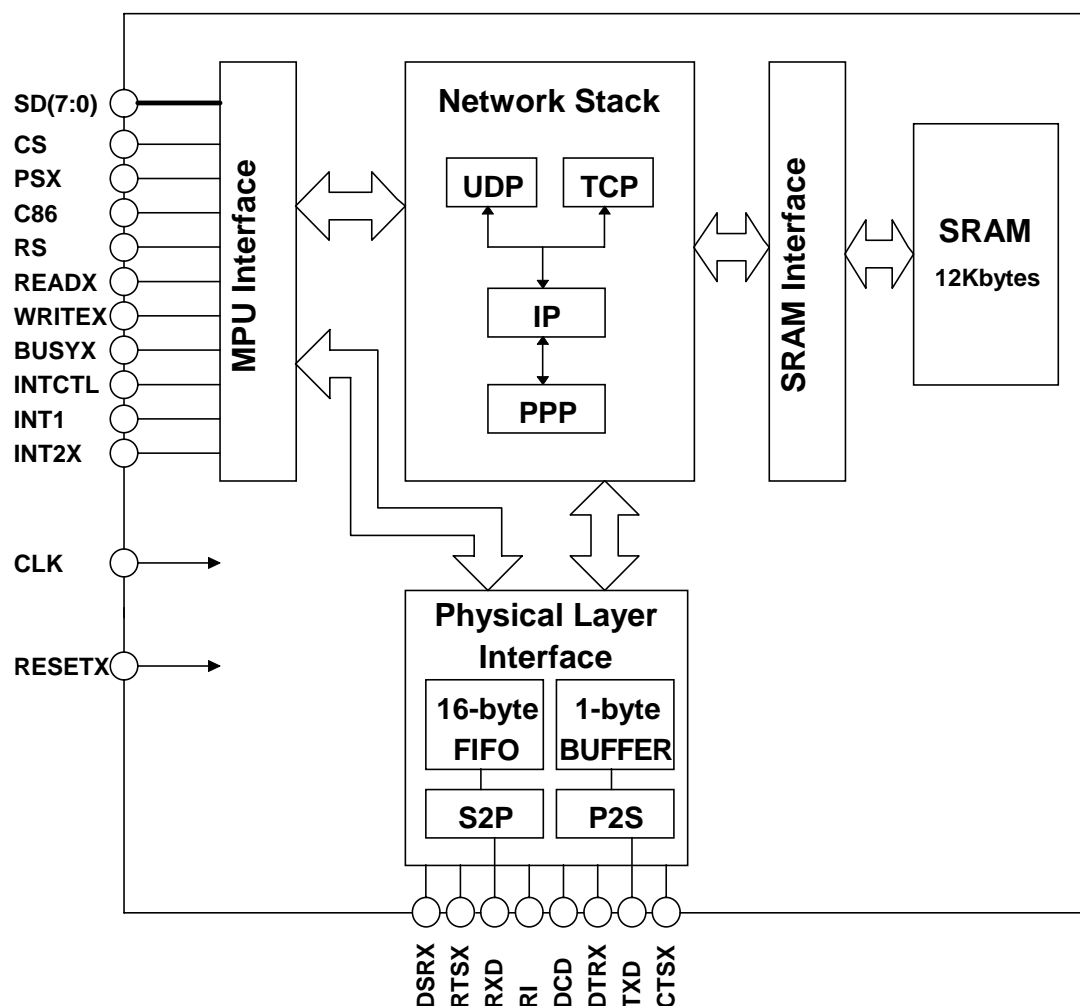 SD(7:0)
CS
PSX
C86
RS
READX
WRITEX
BUSYX
INTCTL
INT1
INT2X
CLK
RESETX
MPU Interface
Network Stack
UDP
TCP
IP
PPP
SRAM Interface
SRAM
12Kbytes
Physical Layer
Interface
16-byte
FIFO
1-byte
BUFFER
S2P
P2S
DSRX
RTSX
RXD
RI
DCD
DTRX
TXD
CTSX